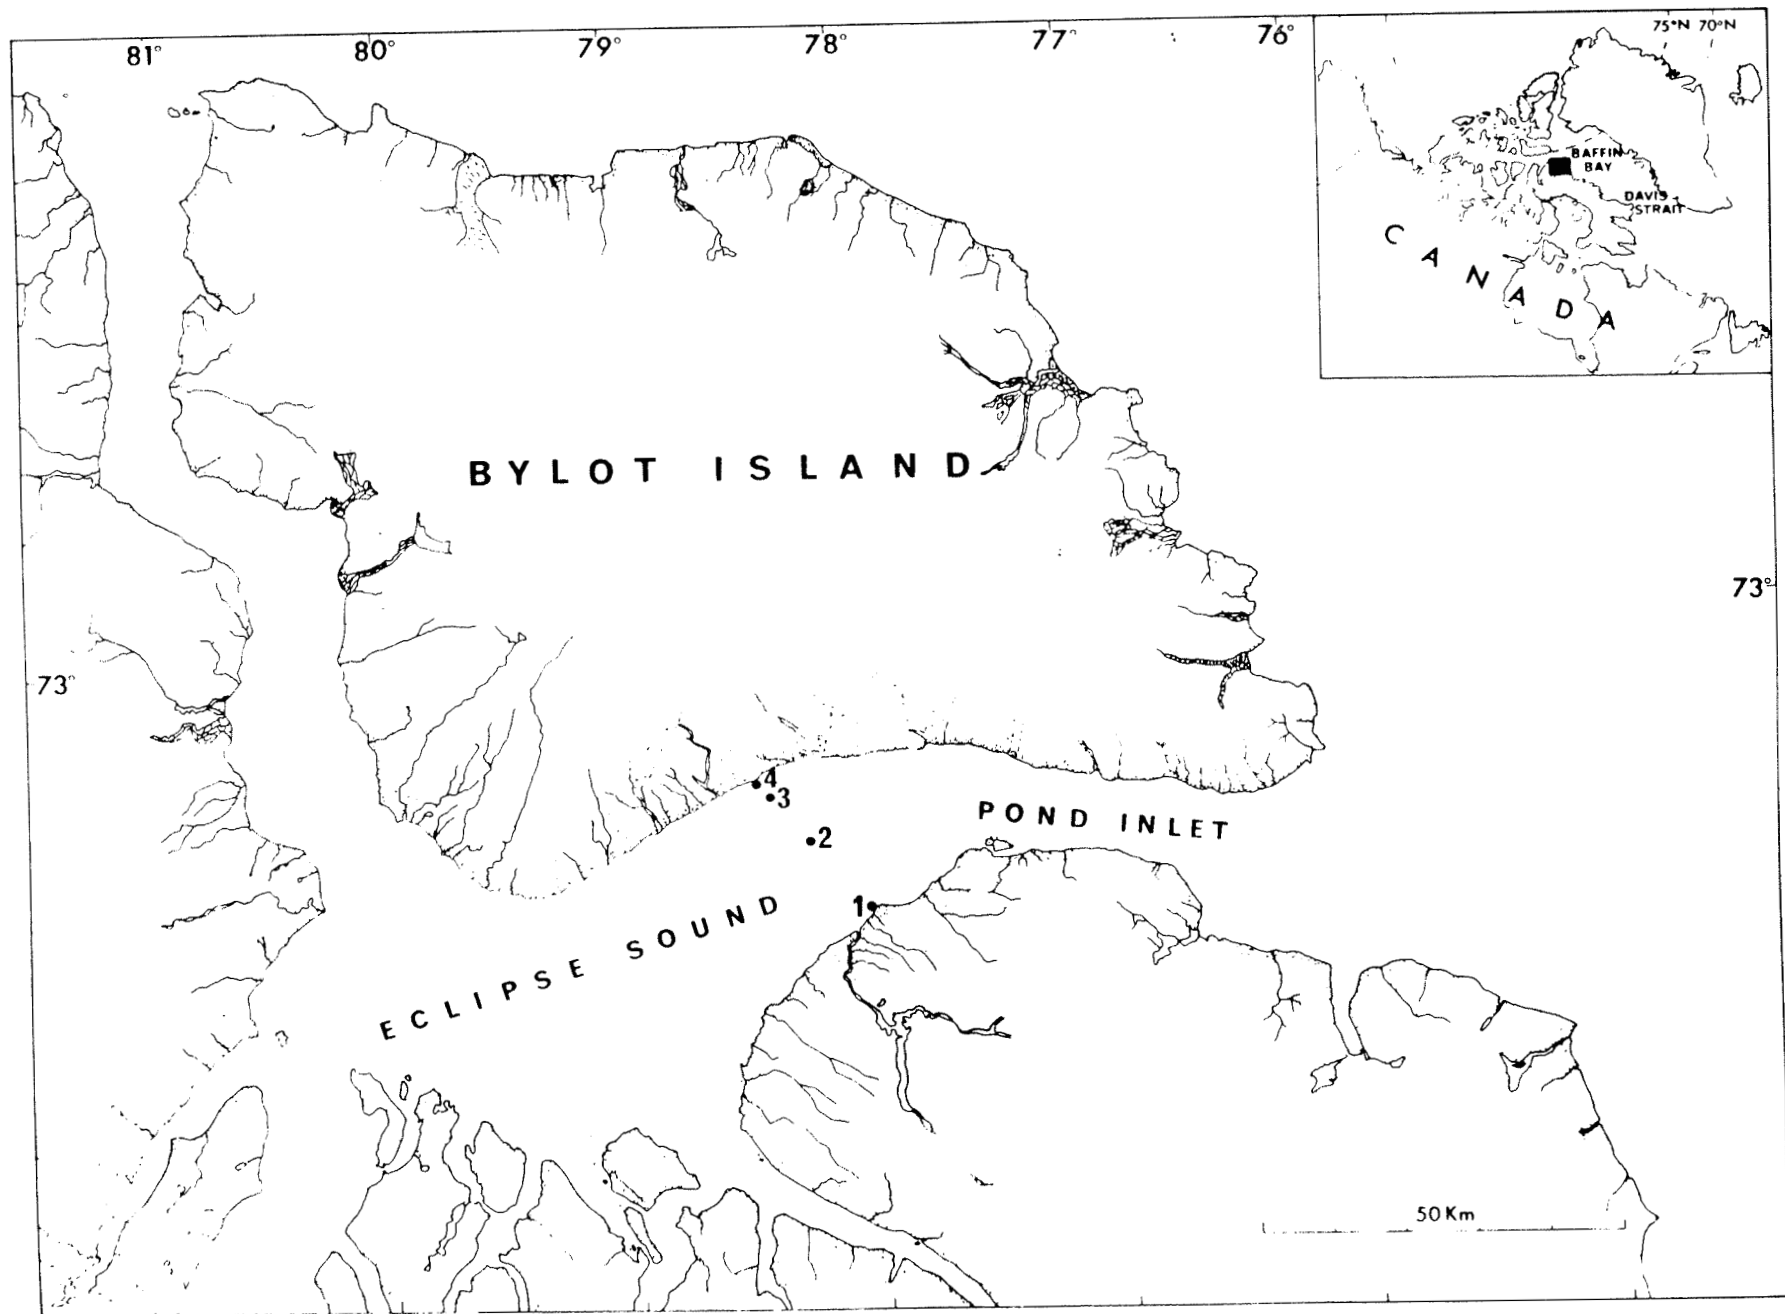 81° 80° 79° 78° 77° 76°
75°N 70°N
BAFFIN
BAY
DAVIS
STRAIT
CANADA
BYLOT ISLAND
73°
73°
4
3
2
1
POND INLET
ECLIPSE SOUND
50 Km